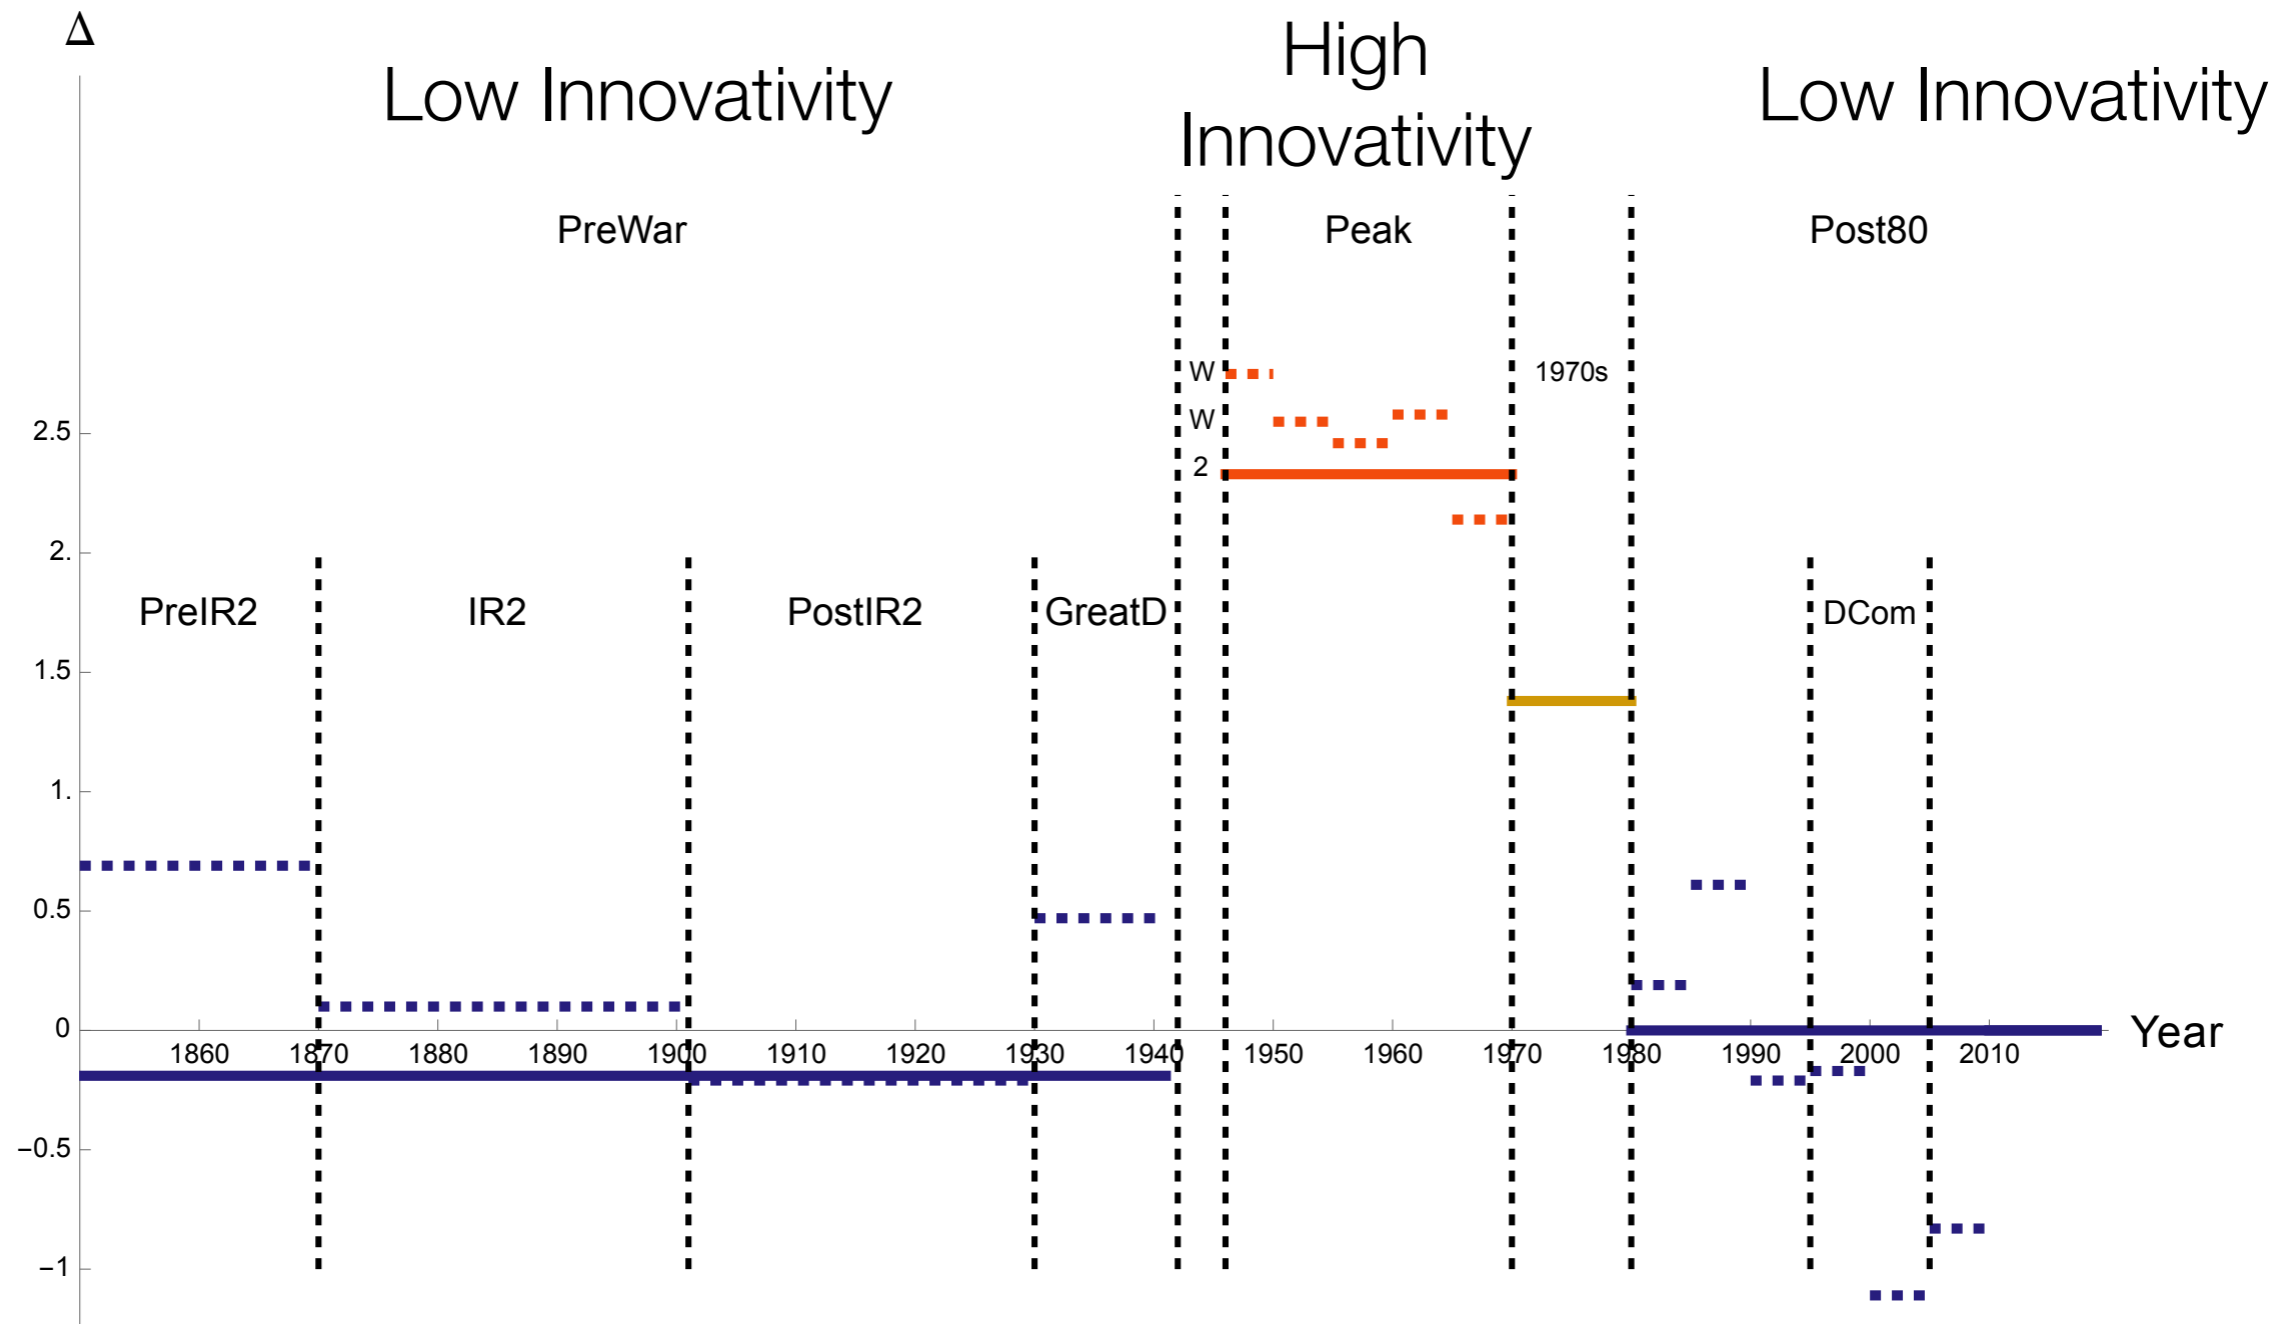 Δ
Low Innovativity
High
Innovativity
Low Innovativity
PreWar
Peak
Post80
W
W
2
1970s
PreIR2
IR2
PostIR2
GreatD
DCom
2.5
2.
1.5
1.
0.5
0
−0.5
−1
1860 1870 1880 1890 1900 1910 1920 1930 1940 1950 1960 1970 1980 1990 2000 2010
Year